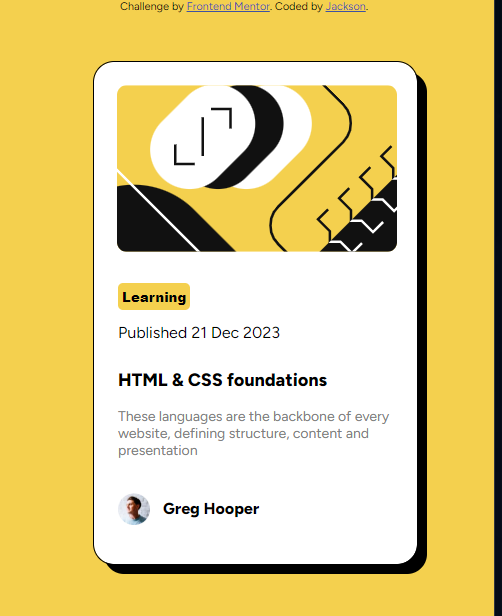 Challenge by Frontend Mentor. Coded by Jackson.
Learning
Published 21 Dec 2023
HTML & CSS foundations
These languages are the backbone of every
website, defining structure, content and
presentation
Greg Hooper